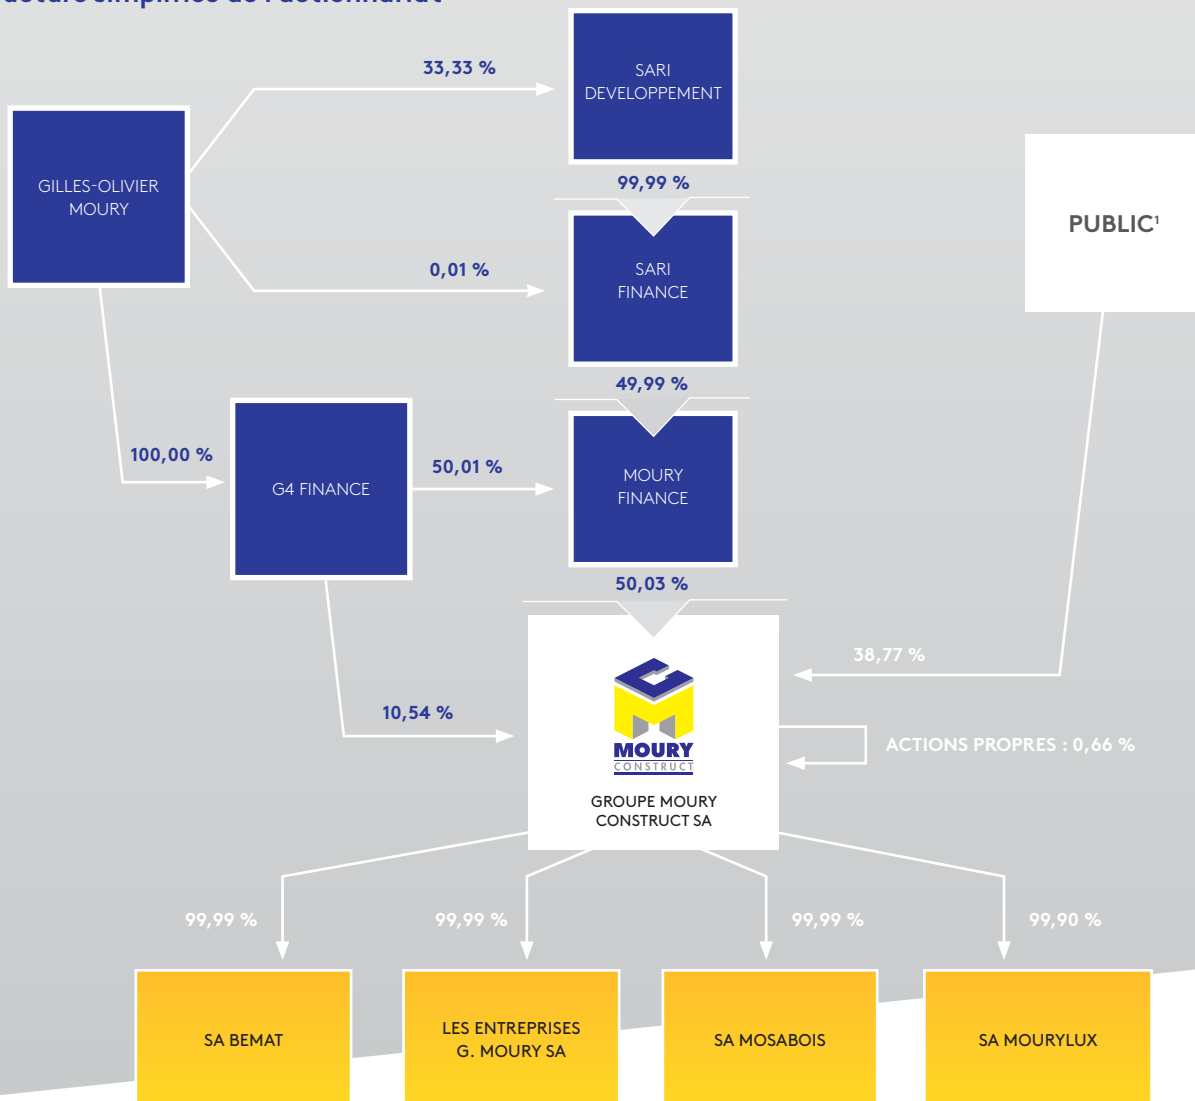 33,33 %
SARI
DEVELOPPEMENT
GILLES-OLIVIER
MOURY
99,99 %
PUBLIC¹
0,01 %
SARI
FINANCE
49,99 %
100,00 %
G4 FINANCE
50,01 %
MOURY
FINANCE
50,03 %
38,77 %
10,54 %
MOURY
CONSTRUCT
ACTIONS PROPRES : 0,66 %
GROUPE MOURY
CONSTRUCT SA
99,99 %
99,99 %
99,99 %
99,90 %
SA BEMAT
LES ENTREPRISES
G. MOURY SA
SA MOSABOIS
SA MOURYLUX